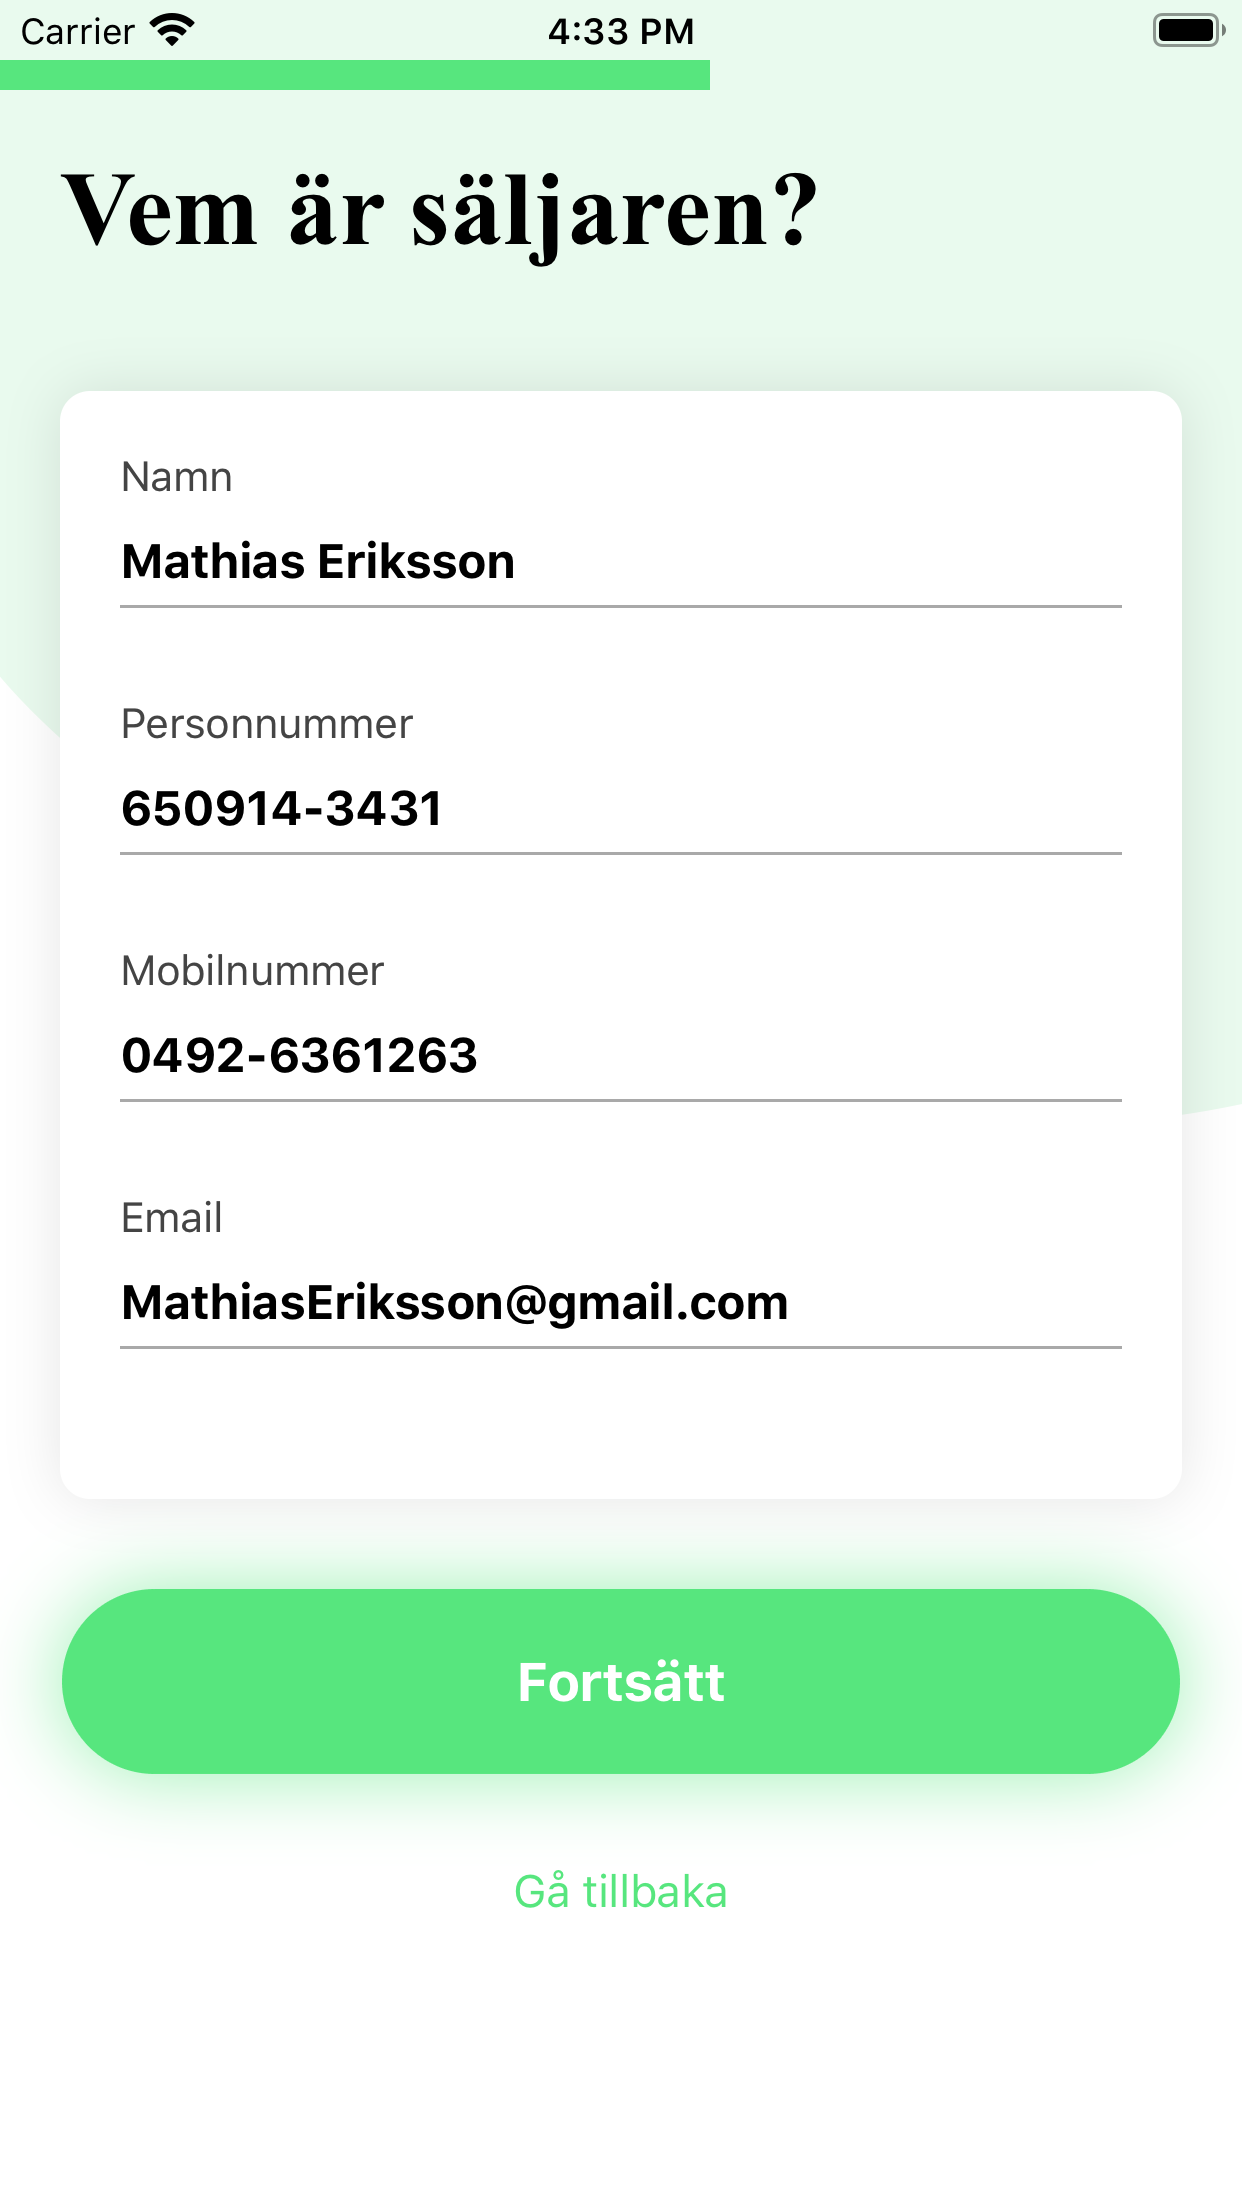 Carrier
4:33 PM
Vem är säljaren?
Namn
Mathias Eriksson
Personnummer
650914-3431
Mobilnummer
0492-6361263
Email
MathiasEriksson@gmail.com
Fortsätt
Gå tillbaka